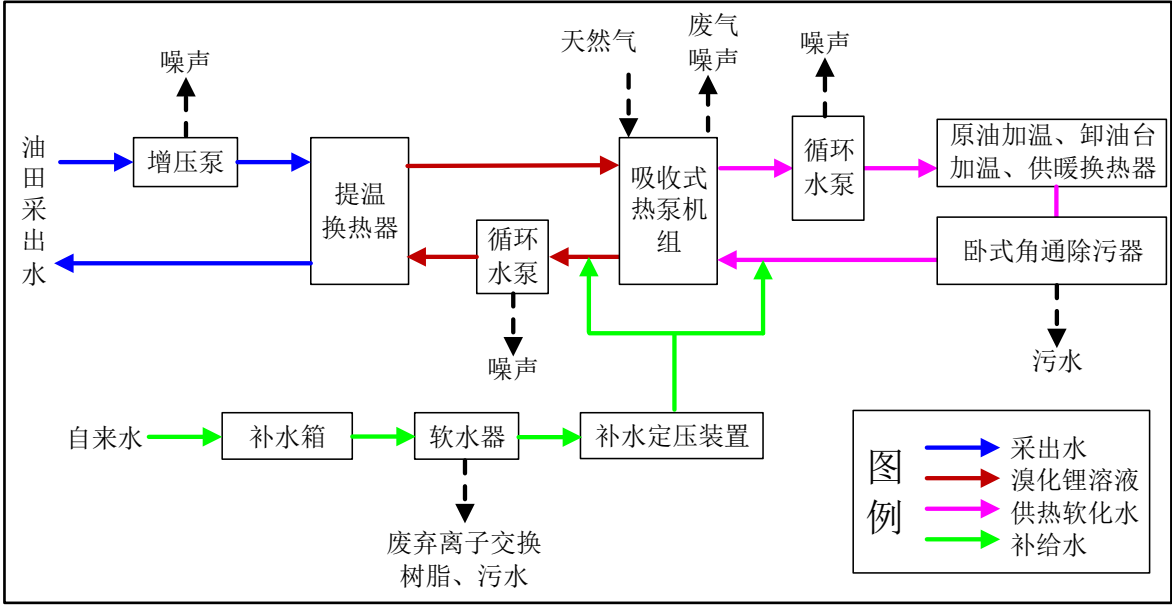 天然气
废气
噪声
噪声
噪声
油田采出水
增压泵
提温
换热器
吸收式
热泵机
组
循环
水泵
原油加温、卸油台
加温、供暖换热器
循环
水泵
卧式角通除污器
噪声
污水
自来水
补水箱
软水器
补水定压装置
废弃离子交换
树脂、污水
图例
采出水
溴化锂溶液
供热软化水
补给水